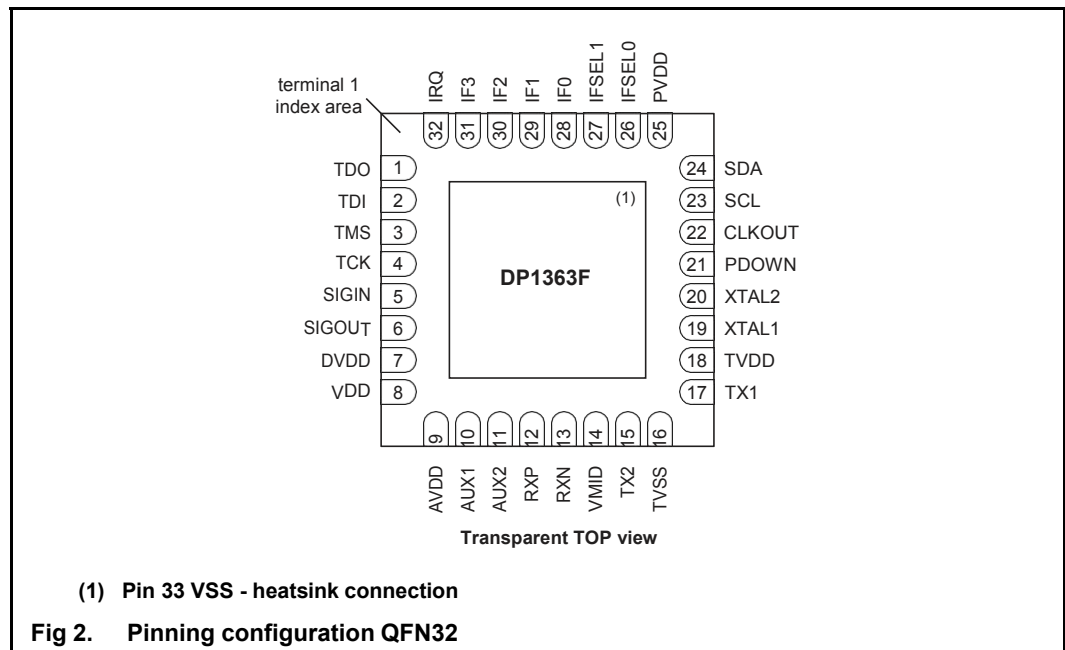 terminal 1
index area
IRQ
IF3
IF2
IF1
IF0
IFSEL1
IFSEL0
PVDD
32
31
30
29
28
27
26
25
TDO 1
24 SDA
TDI 2
23 SCL
TMS 3
22 CLKOUT
TCK 4
21 PDOWN
SIGIN 5
20 XTAL2
SIGOUT 6
19 XTAL1
DVDD 7
18 TVDD
VDD 8
17 TX1
(1)
DP1363F
9
10
11
12
13
14
15
16
AVDD
AUX1
AUX2
RXP
RXN
VMID
TX2
TVSS
Transparent TOP view
(1) Pin 33 VSS - heatsink connection
Fig 2. Pinning configuration QFN32